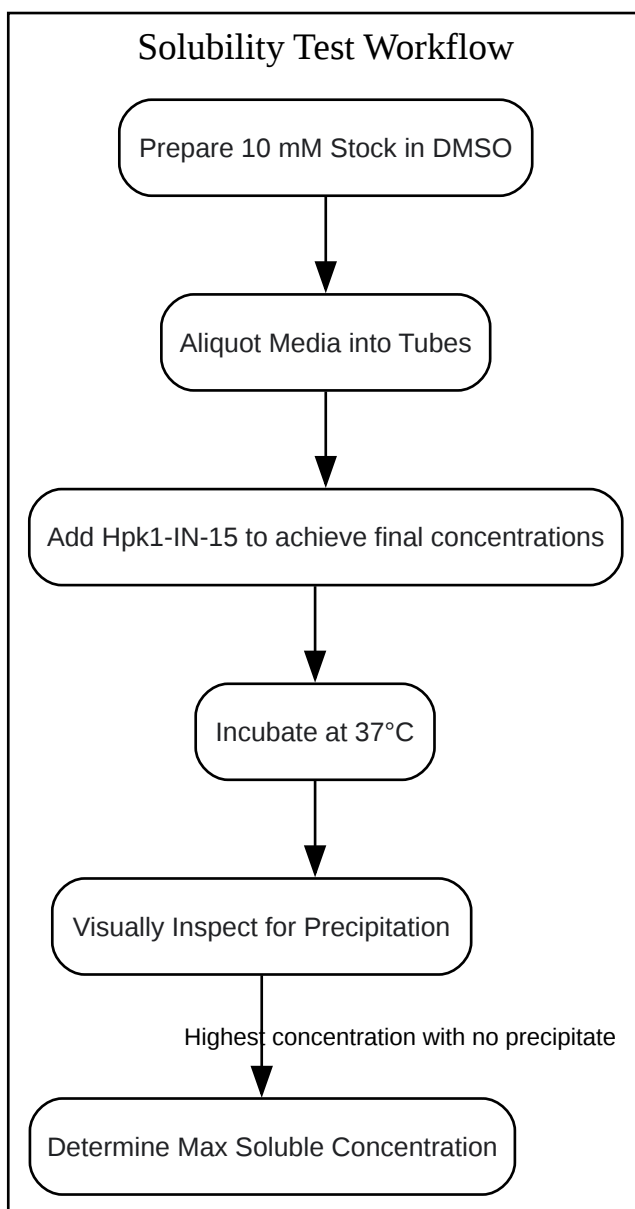 Solubility Test Workflow
Prepare 10 mM Stock in DMSO
Aliquot Media into Tubes
Add Hpk1-IN-15 to achieve final concentrations
Incubate at 37°C
Visually Inspect for Precipitation
Highest concentration with no precipitate
Determine Max Soluble Concentration